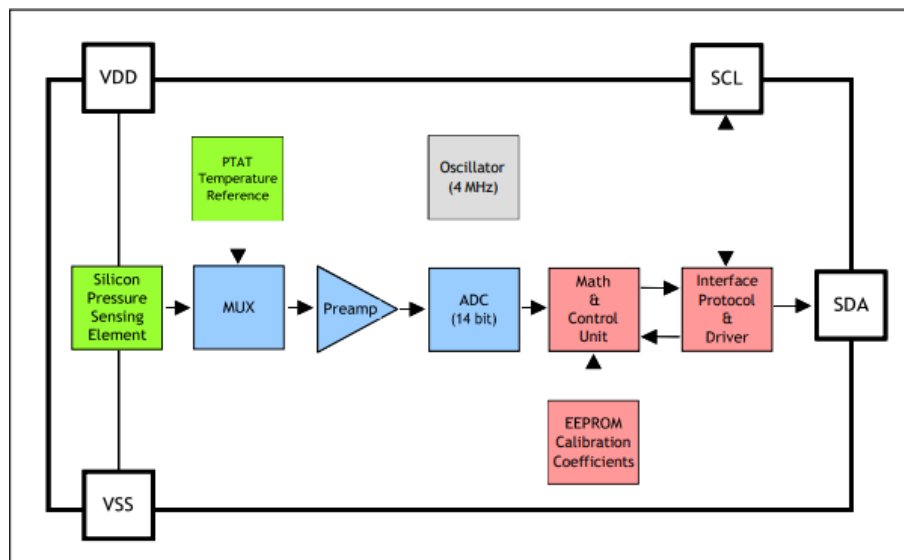 VDD
SCL
PTAT
Temperature
Reference
Oscillator
(4 MHz)
Silicon
Pressure
Sensing
Element
MUX
Preamp
ADC
(14 bit)
Math
&
Control
Unit
Interface
Protocol
&
Driver
SDA
EEPROM
Calibration
Coefficients
VSS